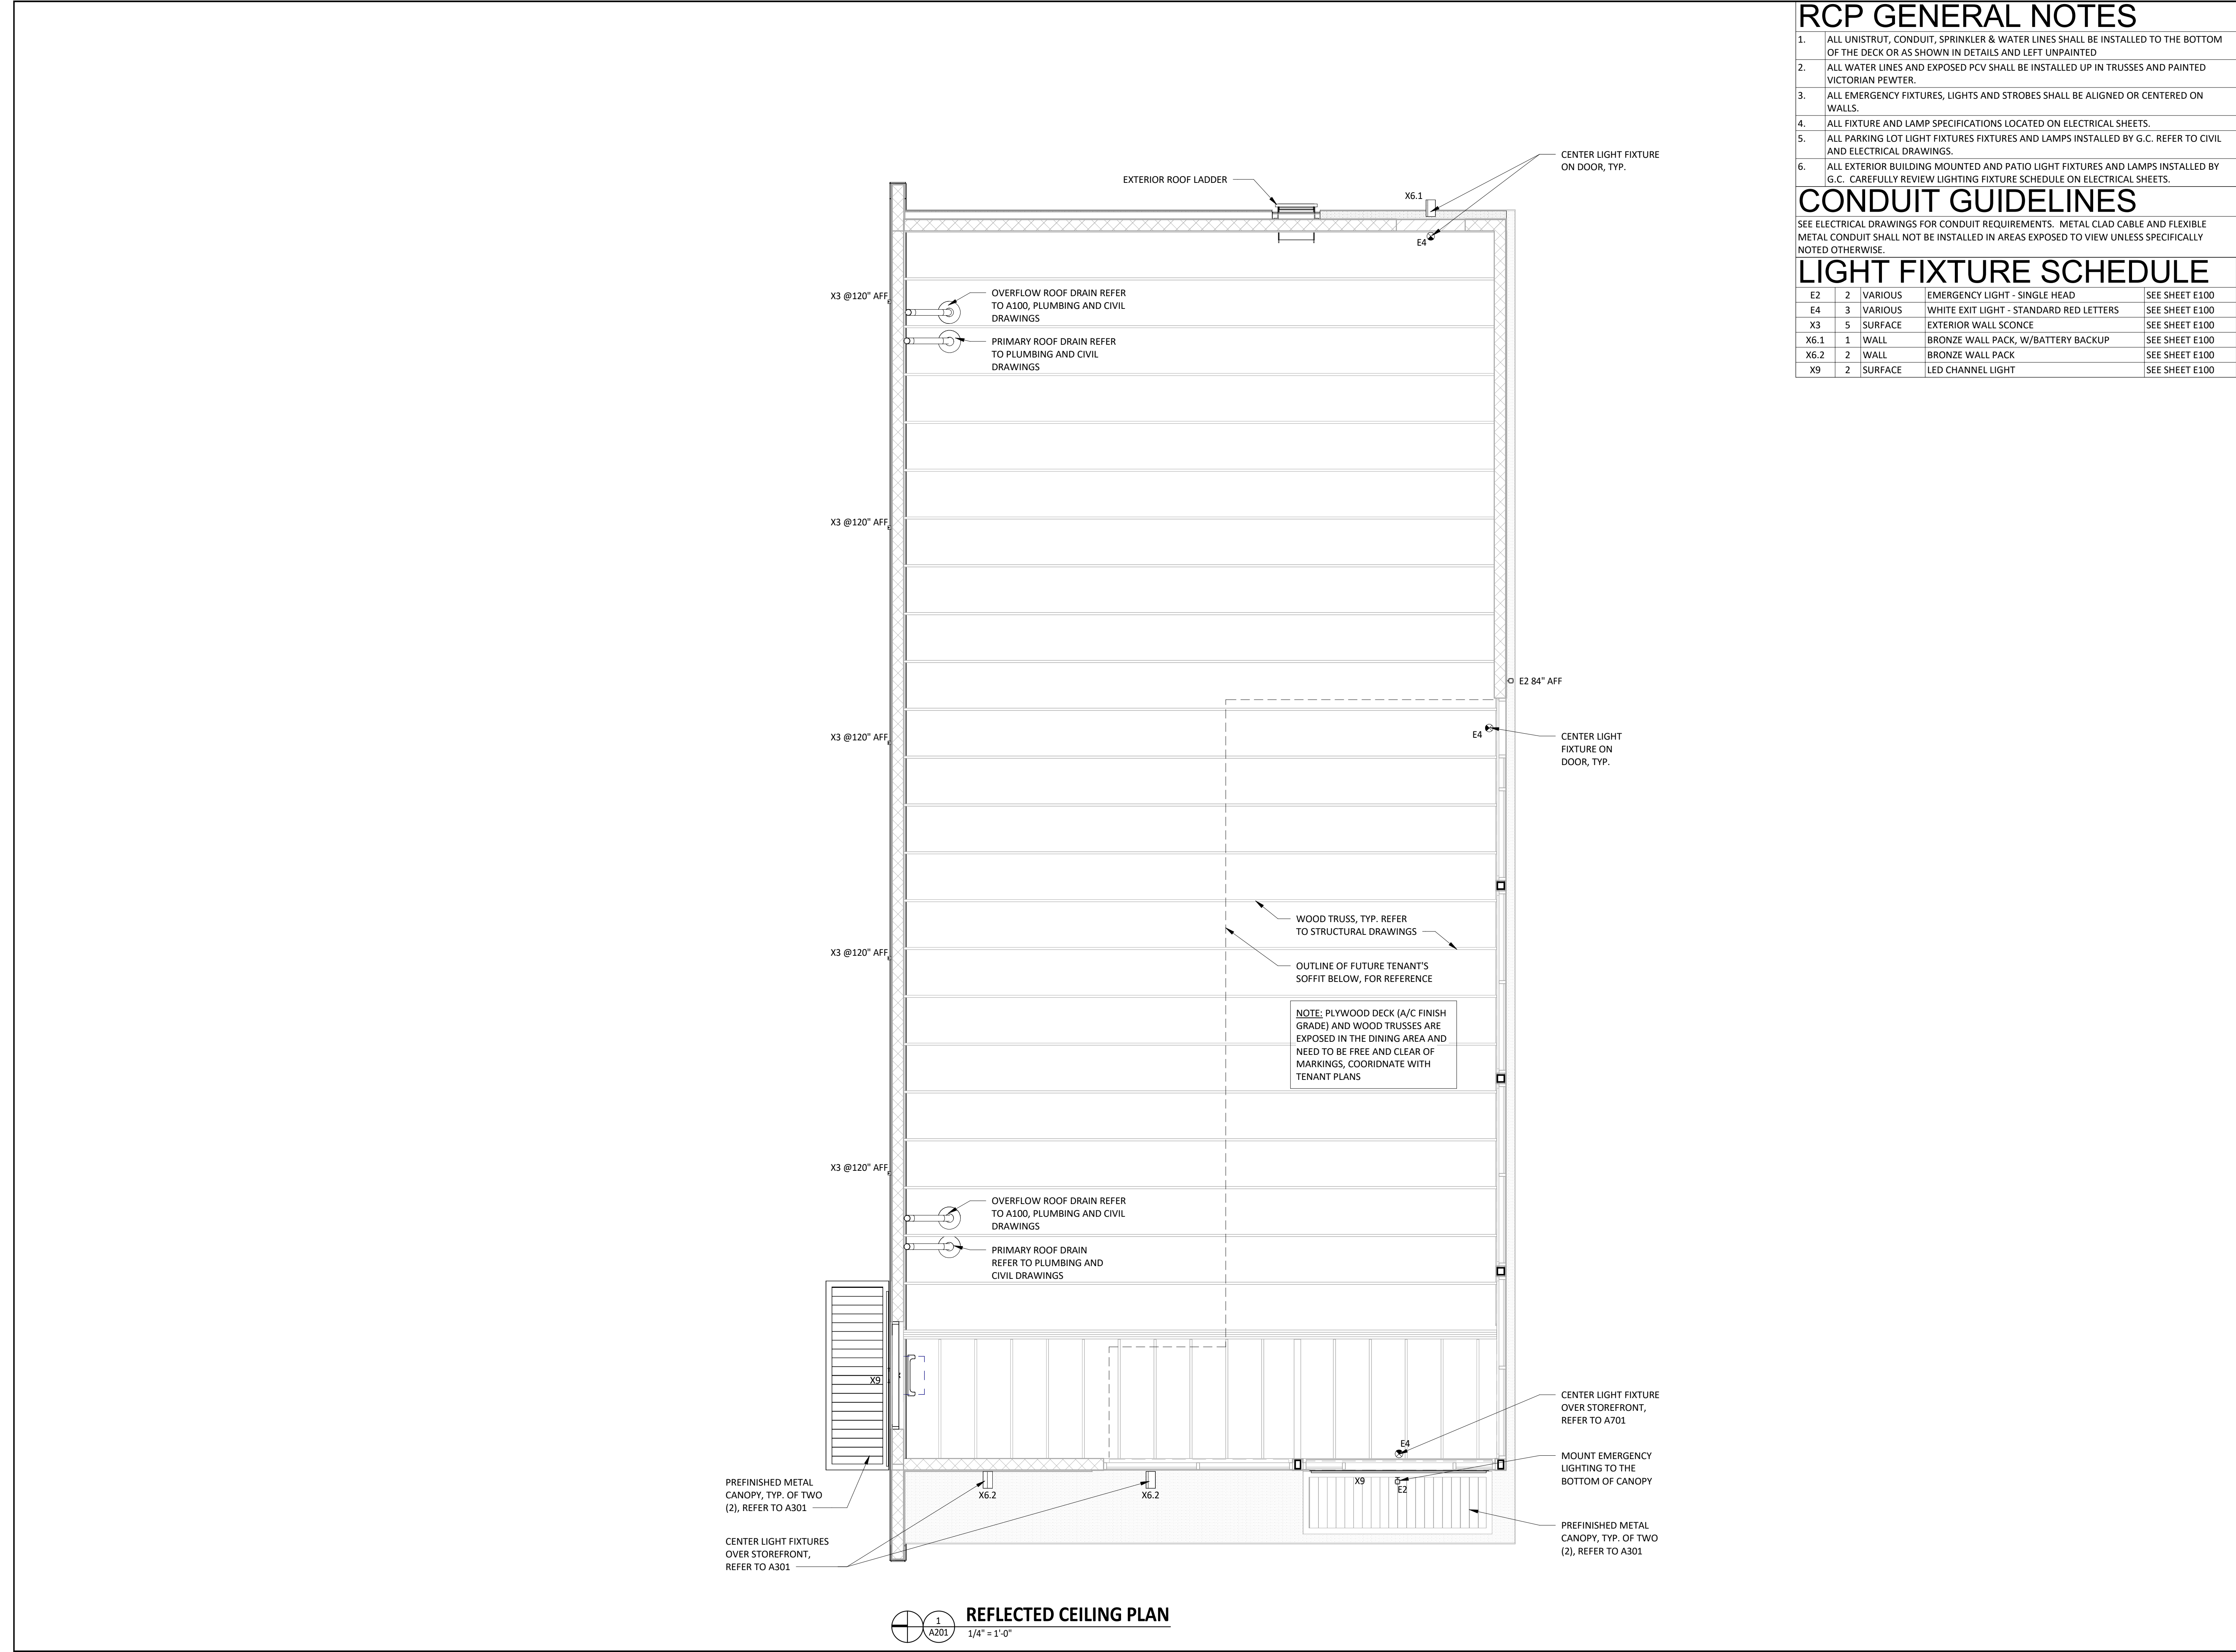 RCP GENERAL NOTES
1. ALL UNISTRUT, CONDUIT, SPRINKLER & WATER LINES SHALL BE INSTALLED TO THE BOTTOM
OF THE DECK OR AS SHOWN IN DETAILS AND LEFT UNPAINTED
2. ALL WATER LINES AND EXPOSED PCV SHALL BE INSTALLED UP IN TRUSSES AND PAINTED
VICTORIAN PEWTER.
3. ALL EMERGENCY FIXTURES, LIGHTS AND STROBES SHALL BE ALIGNED OR CENTERED ON
WALLS.
4. ALL FIXTURE AND LAMP SPECIFICATIONS LOCATED ON ELECTRICAL SHEETS.
5. ALL PARKING LOT LIGHT FIXTURES FIXTURES AND LAMPS INSTALLED BY G.C. REFER TO CIVIL
AND ELECTRICAL DRAWINGS.
6. ALL EXTERIOR BUILDING MOUNTED AND PATIO LIGHT FIXTURES AND LAMPS INSTALLED BY
G.C. CAREFULLY REVIEW LIGHTING FIXTURE SCHEDULE ON ELECTRICAL SHEETS.
CONDUIT GUIDELINES
SEE ELECTRICAL DRAWINGS FOR CONDUIT REQUIREMENTS. METAL CLAD CABLE AND FLEXIBLE
METAL CONDUIT SHALL NOT BE INSTALLED IN AREAS EXPOSED TO VIEW UNLESS SPECIFICALLY
NOTED OTHERWISE.
LIGHT FIXTURE SCHEDULE
E2 2 VARIOUS EMERGENCY LIGHT - SINGLE HEAD SEE SHEET E100
E4 3 VARIOUS WHITE EXIT LIGHT - STANDARD RED LETTERS SEE SHEET E100
X3 5 SURFACE EXTERIOR WALL SCONCE SEE SHEET E100
X6.1 1 WALL BRONZE WALL PACK, W/BATTERY BACKUP SEE SHEET E100
X6.2 2 WALL BRONZE WALL PACK SEE SHEET E100
X9 2 SURFACE LED CHANNEL LIGHT SEE SHEET E100
CENTER LIGHT FIXTURE
ON DOOR, TYP.
EXTERIOR ROOF LADDER
X6.1
E4
X3 @120" AFF
OVERFLOW ROOF DRAIN REFER
TO A100, PLUMBING AND CIVIL
DRAWINGS
PRIMARY ROOF DRAIN REFER
TO PLUMBING AND CIVIL
DRAWINGS
X3 @120" AFF
E2 84" AFF
X3 @120" AFF
E4
CENTER LIGHT
FIXTURE ON
DOOR, TYP.
WOOD TRUSS, TYP. REFER
TO STRUCTURAL DRAWINGS
X3 @120" AFF
OUTLINE OF FUTURE TENANT'S
SOFFIT BELOW, FOR REFERENCE
NOTE: PLYWOOD DECK (A/C FINISH
GRADE) AND WOOD TRUSSES ARE
EXPOSED IN THE DINING AREA AND
NEED TO BE FREE AND CLEAR OF
MARKINGS, COORIDNATE WITH
TENANT PLANS
X3 @120" AFF
OVERFLOW ROOF DRAIN REFER
TO A100, PLUMBING AND CIVIL
DRAWINGS
PRIMARY ROOF DRAIN
REFER TO PLUMBING AND
CIVIL DRAWINGS
X9
CENTER LIGHT FIXTURE
OVER STOREFRONT,
REFER TO A701
E4
MOUNT EMERGENCY
LIGHTING TO THE
BOTTOM OF CANOPY
X9
E2
X6.2
X6.2
PREFINISHED METAL
CANOPY, TYP. OF TWO
(2), REFER TO A301
PREFINISHED METAL
CANOPY, TYP. OF TWO
(2), REFER TO A301
CENTER LIGHT FIXTURES
OVER STOREFRONT,
REFER TO A301
1
A201
REFLECTED CEILING PLAN
1/4" = 1'-0"